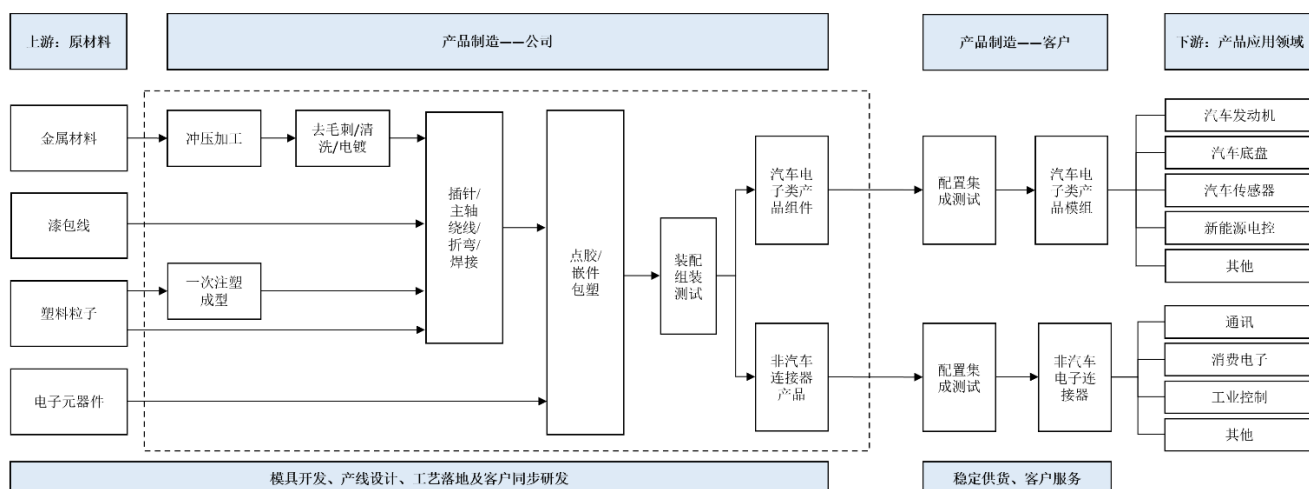 上游：原材料
产品制造——公司
产品制造——客户
下游：产品应用领域
金属材料
漆包线
塑料粒子
电子元器件
冲压加工
去毛刺/清
洗/电镀
一次注塑
成型
插针/
主轴
绕线/
折弯/
焊接
点胶/
嵌件
包塑
装配
组装
测试
汽车电
子类产
品组件
非汽车
连接器
产品
配置集
成测试
汽车电
子类产
品模组
配置集
成测试
非汽车
电子连
接器
汽车发动机
汽车底盘
汽车传感器
新能源电控
其他
通讯
消费电子
工业控制
其他
模具开发、产线设计、工艺落地及客户同步研发
稳定供货、客户服务